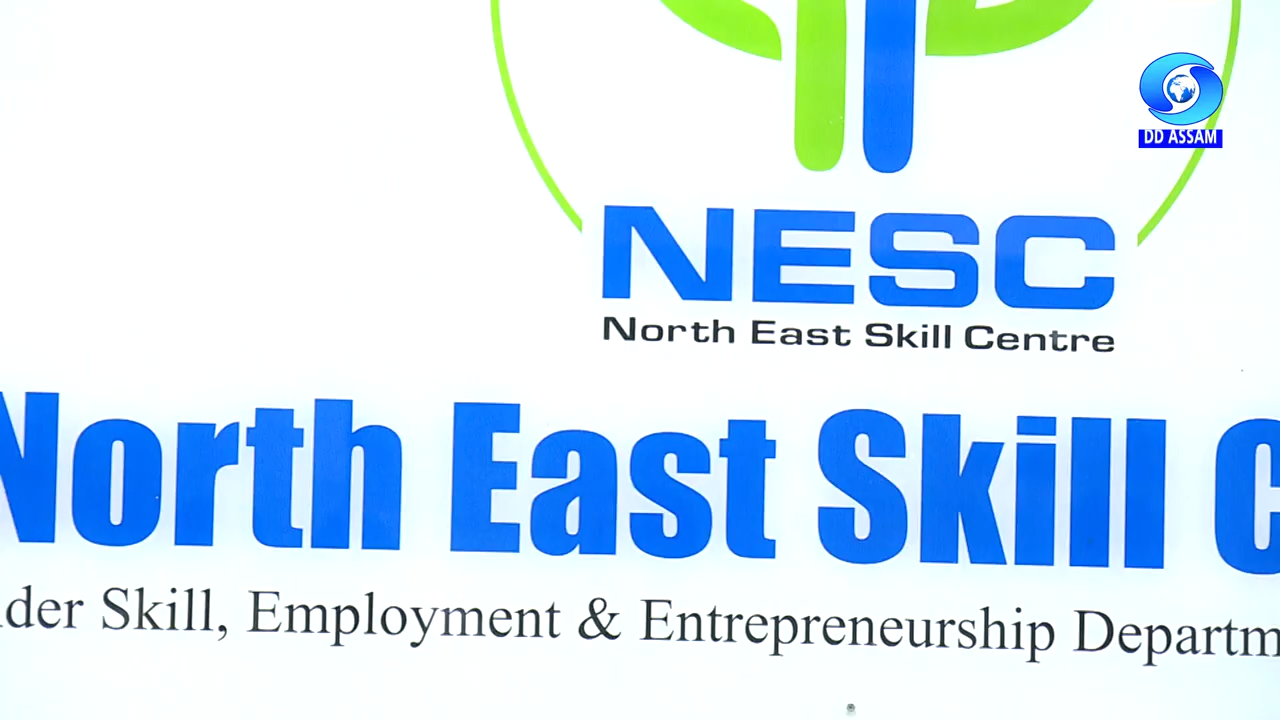 DD ASSAM
NESC
North East Skill Centre
North East Skill
Skill, Employment & Entrepreneurship